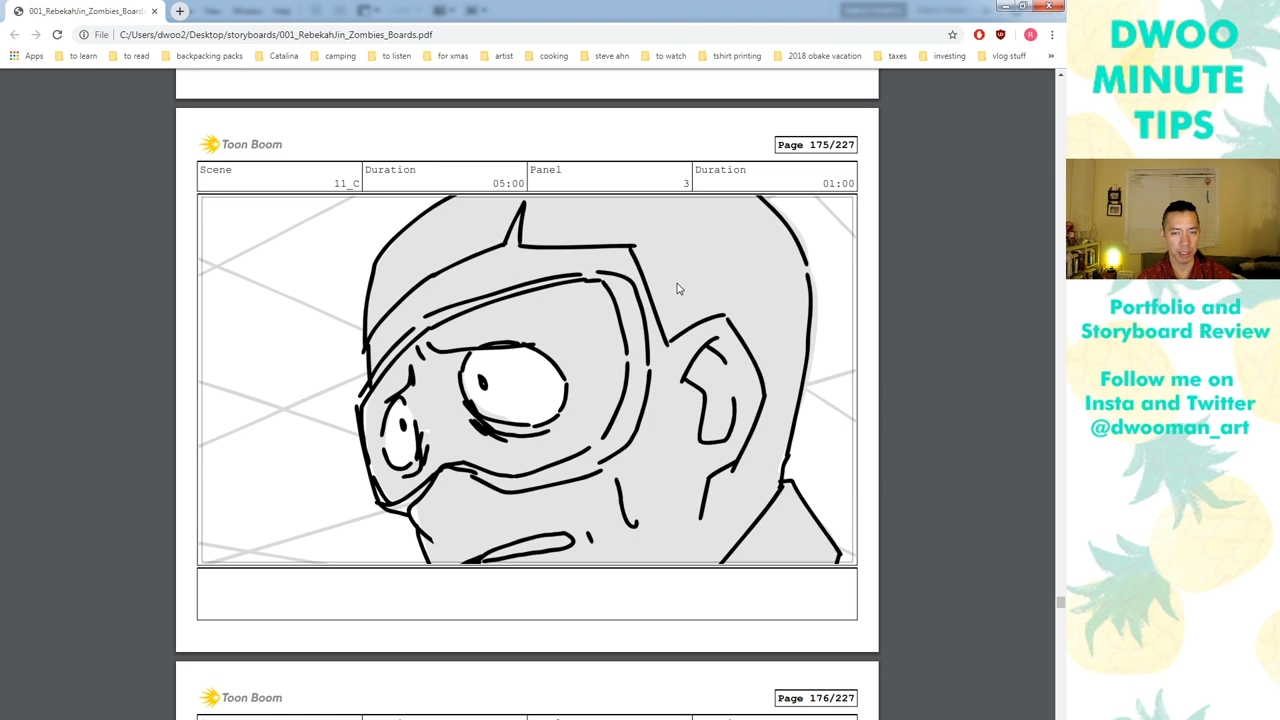 001_RebekahJin_Zombies_Board:
File
C:/Users/dwoo2/Desktop/storyboards/001_RebekahJin_Zombies_Boards.pdf
R
Apps
to learn
to read
backpacking packs
Catalina
camping
to listen
for xmas
artist
cooking
steve ahn
to watch
tshirt printing
2018 obake vacation
taxes
investing
vlog stuff
»
Toon Boom
Page 175/227
Scene
Duration
Panel
Duration
11_C
05:00
3
01:00
Toon Boom
Page 176/227
DWOO
MINUTE
TIPS
Portfolio and
Storyboard Review
Follow me on
Insta and Twitter
@dwooman_art